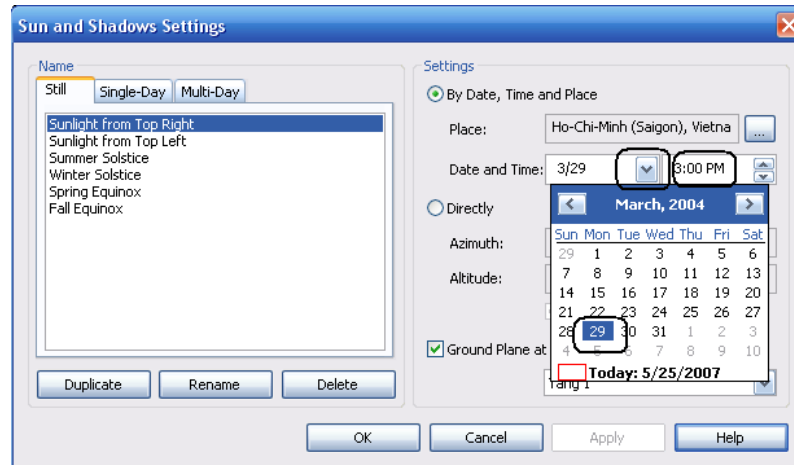 Sun and Shadows Settings
Name
Still Single-Day Multi-Day
Sunlight from Top Right
Sunlight from Top Left
Summer Solstice
Winter Solstice
Spring Equinox
Fall Equinox
Duplicate Rename Delete
Settings
By Date, Time and Place
Place: Ho-Chi-Minh (Saigon), Vietna ...
Date and Time: 3/29 3:00 PM
March, 2004
Sun Mon Tue Wed Thu Fri Sat
29 1 2 3 4 5 6
7 8 9 10 11 12 13
14 15 16 17 18 19 20
21 22 23 24 25 26 27
28 29 30 31 1 2 3
4 5 6 7 8 9 10
Today: 5/25/2007
Directly
Azimuth:
Altitude:
Ground Plane at
OK Cancel Apply Help